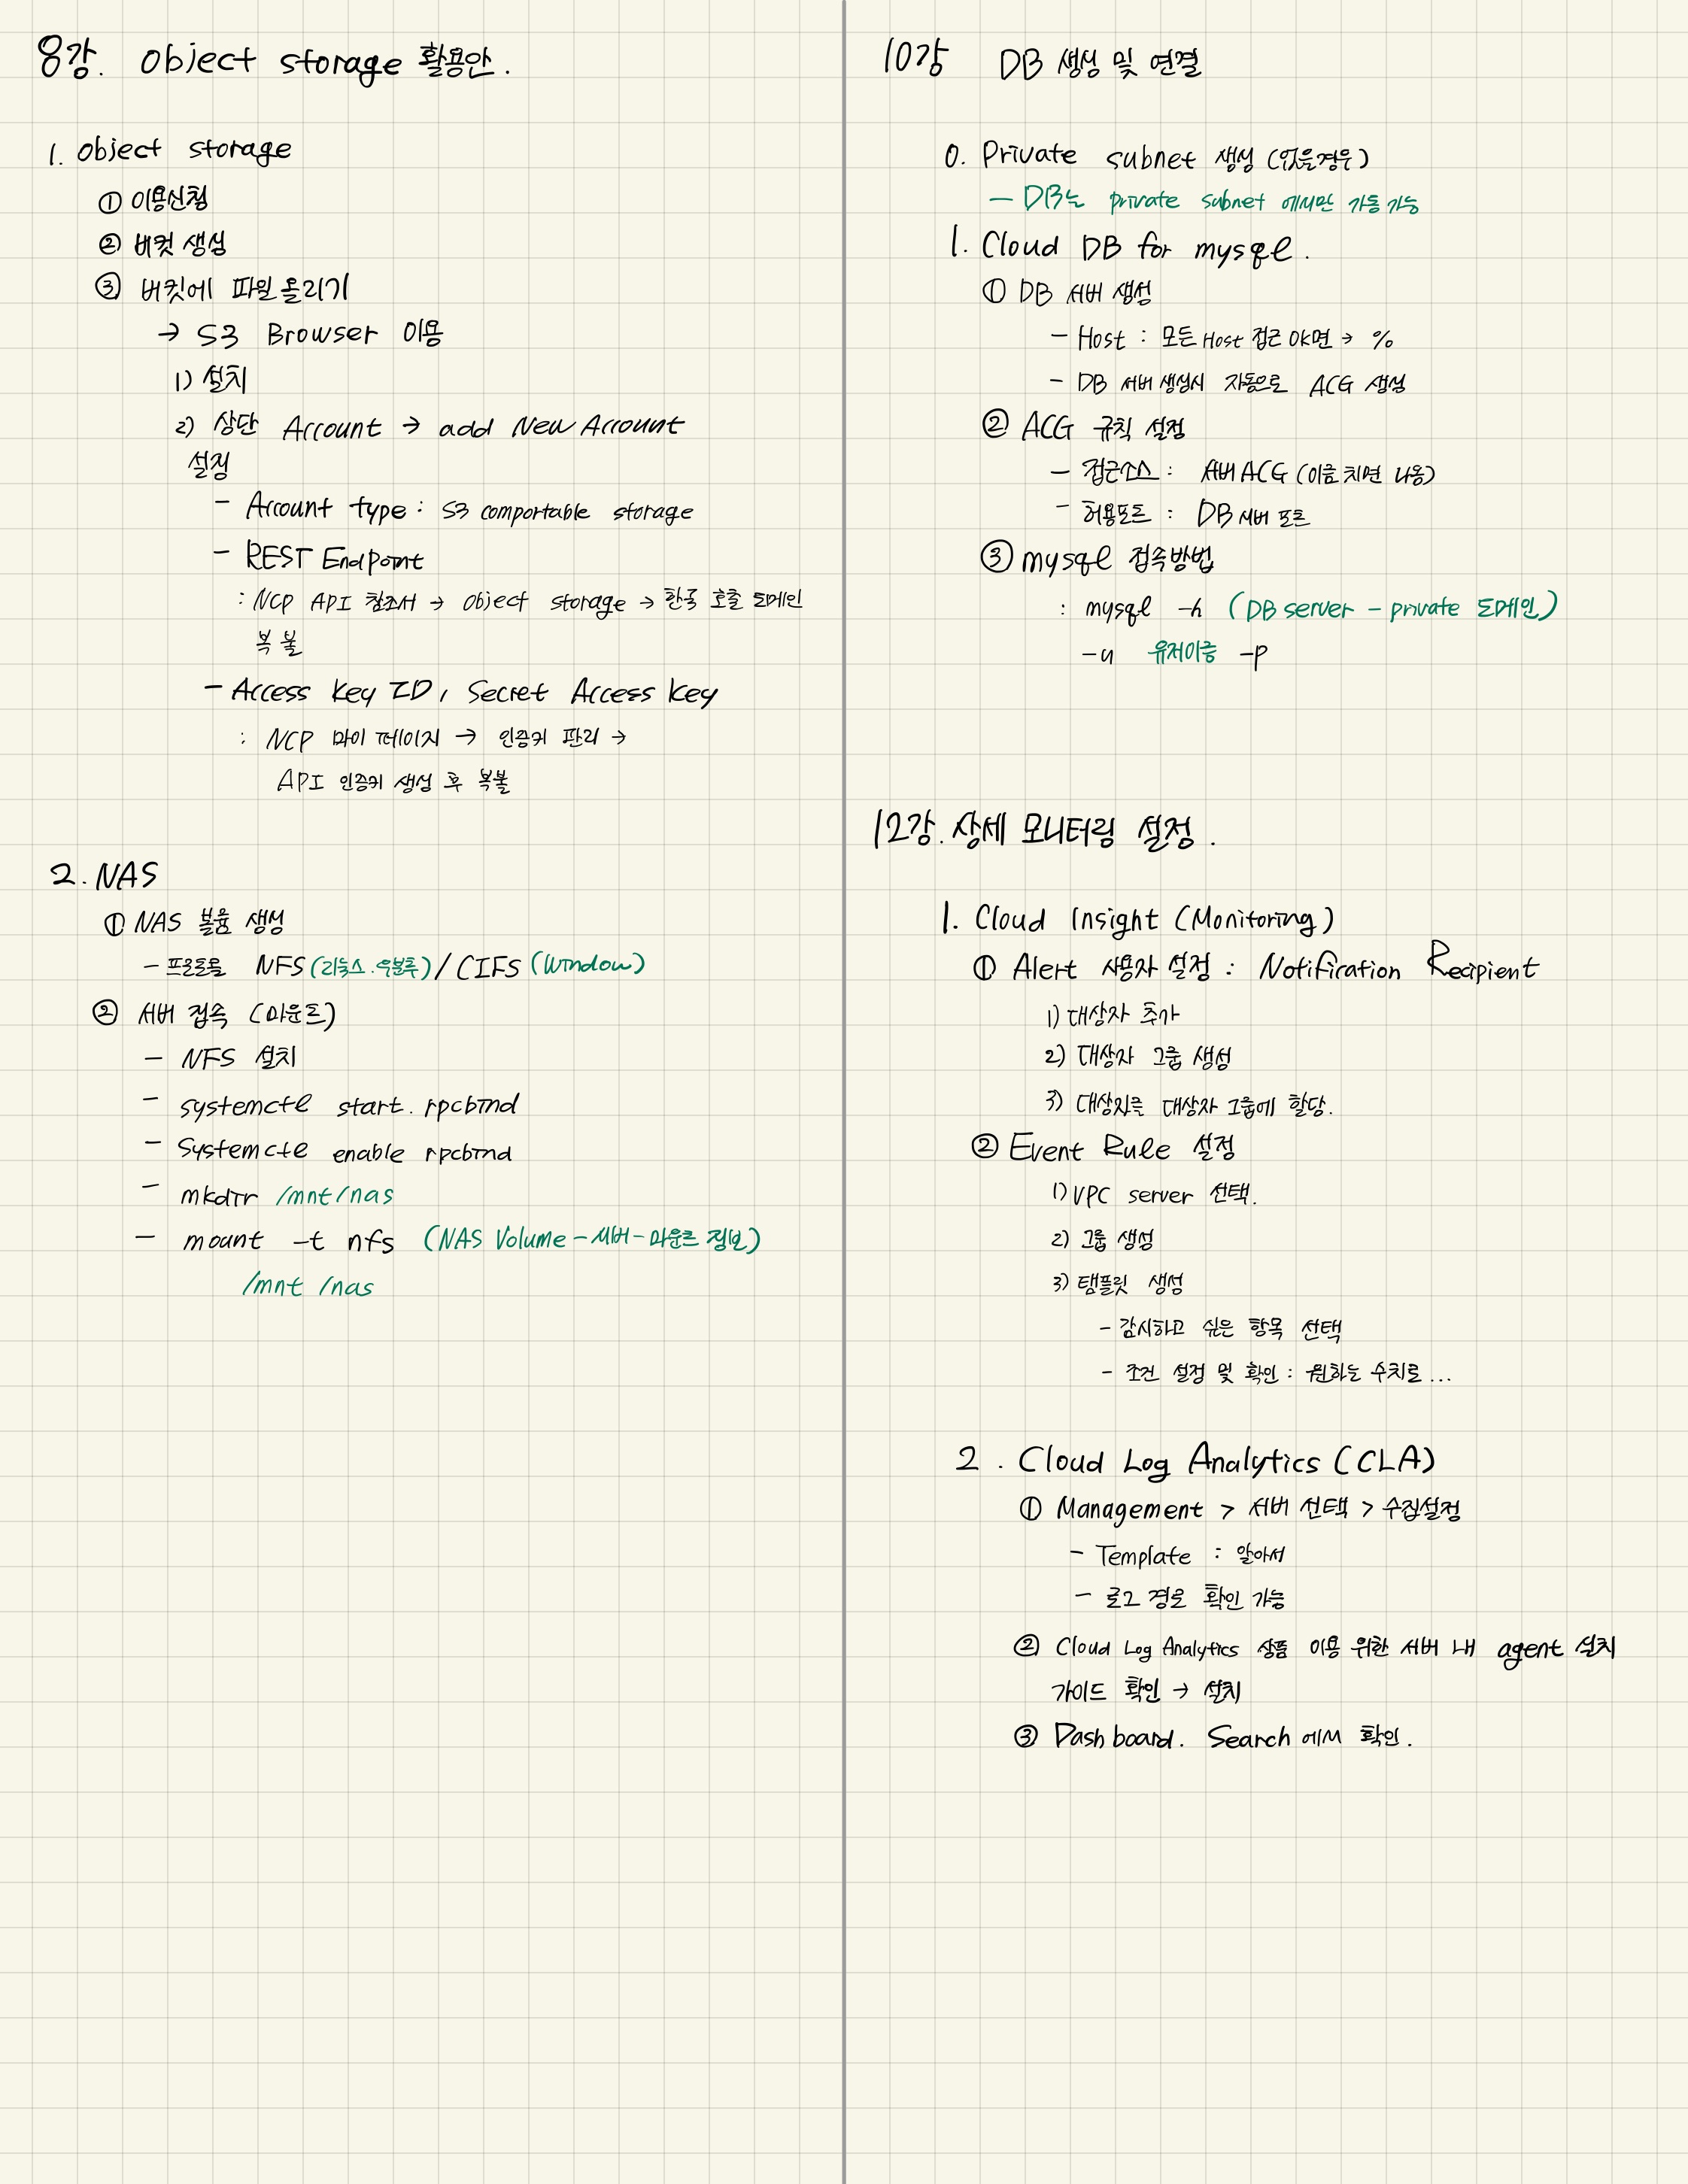 8강. Object storage 활용안.
1. Object storage
① 이용신청
② 버킷 생성
③ 버킷에 파일 올리기
→ S3 Browser 이용
1) 설치
2) 상단 Account → add New Account
설정
- Account type : S3 comportable storage
- REST Endpoint
: NCP API 참조서 → Object storage → 한국 호출 도메인
복붙
- Access Key ID, Secret Access Key
: NCP 마이 페이지 → 인증키 관리 →
API 인증키 생성 후 복붙
2. NAS
① NAS 볼륨 생성
- 프로토콜 NFS (리눅스. 우분투) / CIFS (Window)
② 서버 접속 (마운트)
- NFS 설치
- systemctl start. rpcbind
- Systemctl enable rpcbind
- mkdir /mnt/nas
- mount -t nfs (NAS Volume - 서버 - 마운트 정보)
/mnt /nas
10강 DB 생성 및 연결
0. Private subnet 생성 (없을경우)
- DB는 private subnet 에서만 가동 가능
1. Cloud DB for mysql.
① DB 서버 생성
- Host : 모든 Host 접근 OK면 → %
- DB 서버 생성시 자동으로 ACG 생성
② ACG 규칙 설정
- 접근소스 : 서버 ACG (이름 치면 나옴)
- 허용포트 : DB 서버 포트
③ mysql 접속방법
: mysql -h (DB server - private 도메인)
-u 유저이름 -p
12강. 상세 모니터링 설정.
1. Cloud Insight (Monitoring)
① Alert 사용자 설정 : Notification Recipient
1) 대상자 추가
2) 대상자 그룹 생성
3) 대상자를 대상자 그룹에 할당.
② Event Rule 설정
1) VPC server 선택.
2) 그룹 생성
3) 탬플릿 생성
- 감시하고 싶은 항목 선택
- 조건 설정 및 확인 : 원하는 수치로 ...
2. Cloud Log Analytics (CLA)
① Management > 서버 선택 > 수집설정
- Template : 알아서
- 로그 경로 확인 가능
② Cloud Log Analytics 상품 이용 위한 서버 내 agent 설치
가이드 확인 → 설치
③ Dash board. Search 에서 확인.